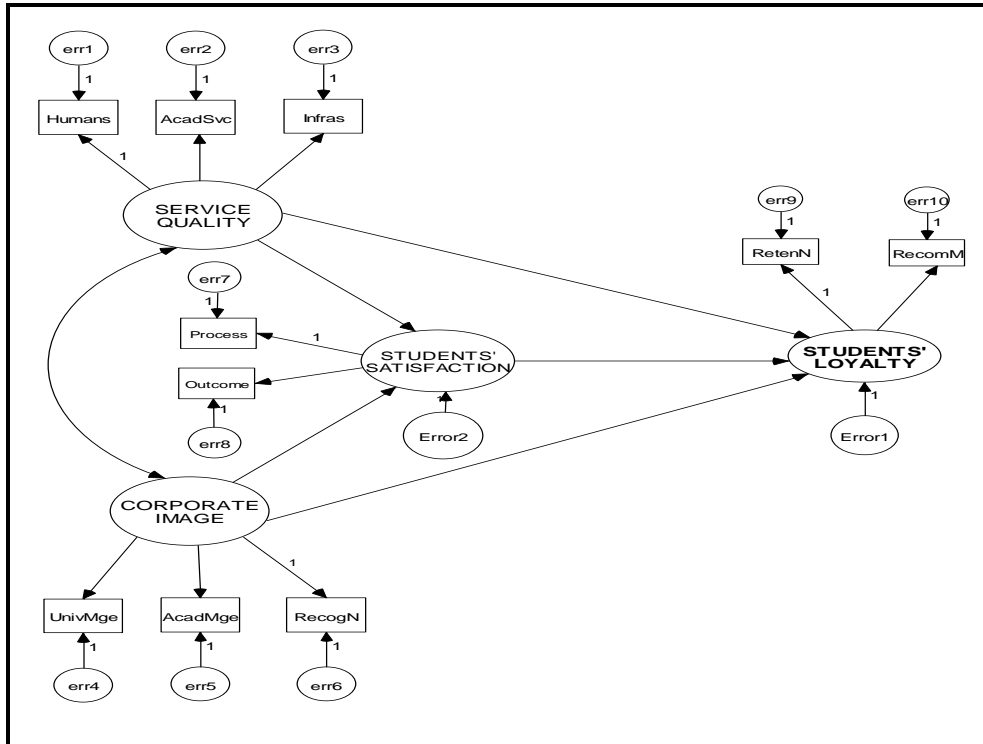 err1
err2
err3
1
1
1
Humans
AcadSvc
Infras
1
SERVICE
QUALITY
err9
err10
1
1
RetenN
RecomM
1
err7
1
Process
1
Outcome
1
err8
STUDENTS'
SATISFACTION
1
Error2
STUDENTS'
LOYALTY
1
Error1
CORPORATE
IMAGE
1
UnivMge
AcadMge
RecogN
1
1
1
err4
err5
err6